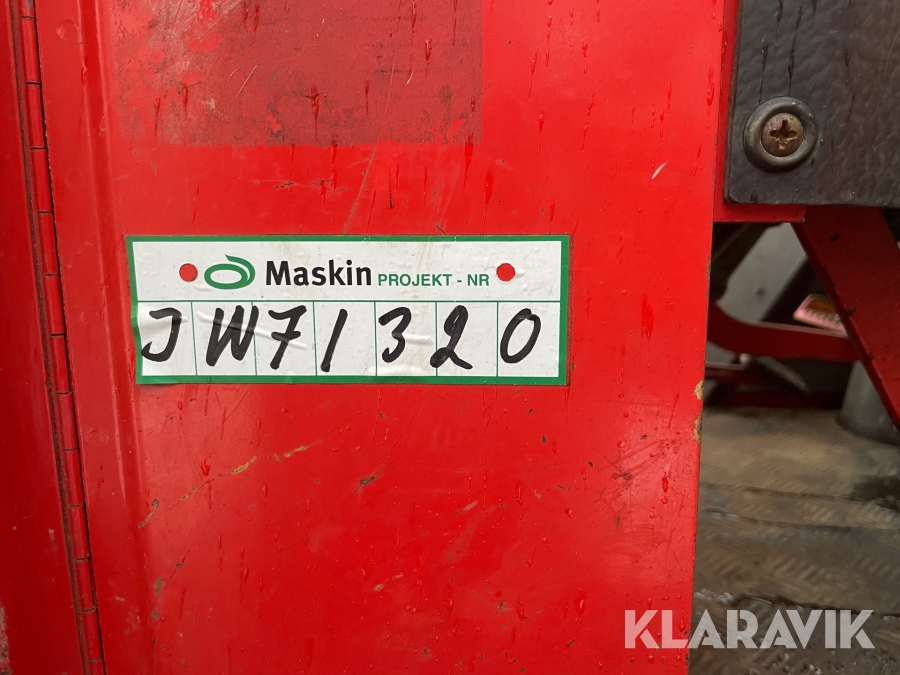 Maskin PROJEKT - NR
JW71320
KLARAVIK